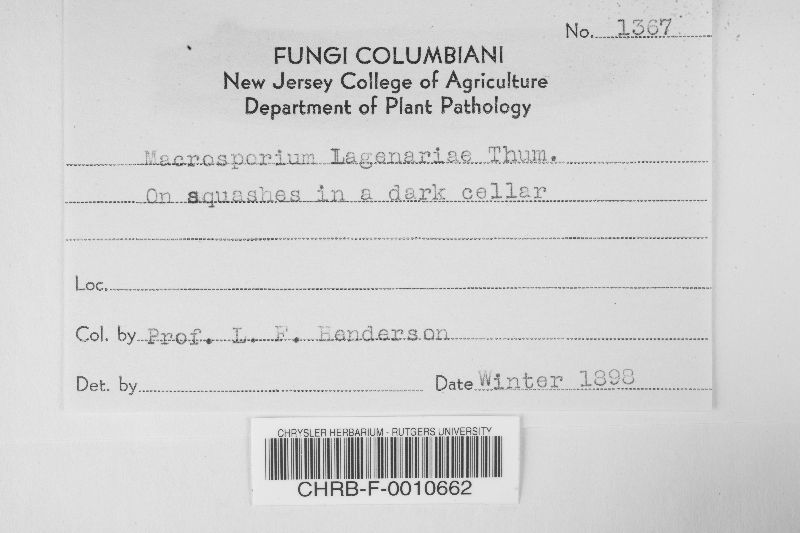 No. 1367
FUNGI COLUMBIANI
New Jersey College of Agriculture
Department of Plant Pathology
Macrosporium Lagenariae Thum.
On squashes in a dark cellar
Loc.
Col. by Prof. L. F. Henderson
Det. by Date Winter 1898
CHRYSLER HERBARIUM - RUTGERS UNIVERSITY
CHRB-F-0010662